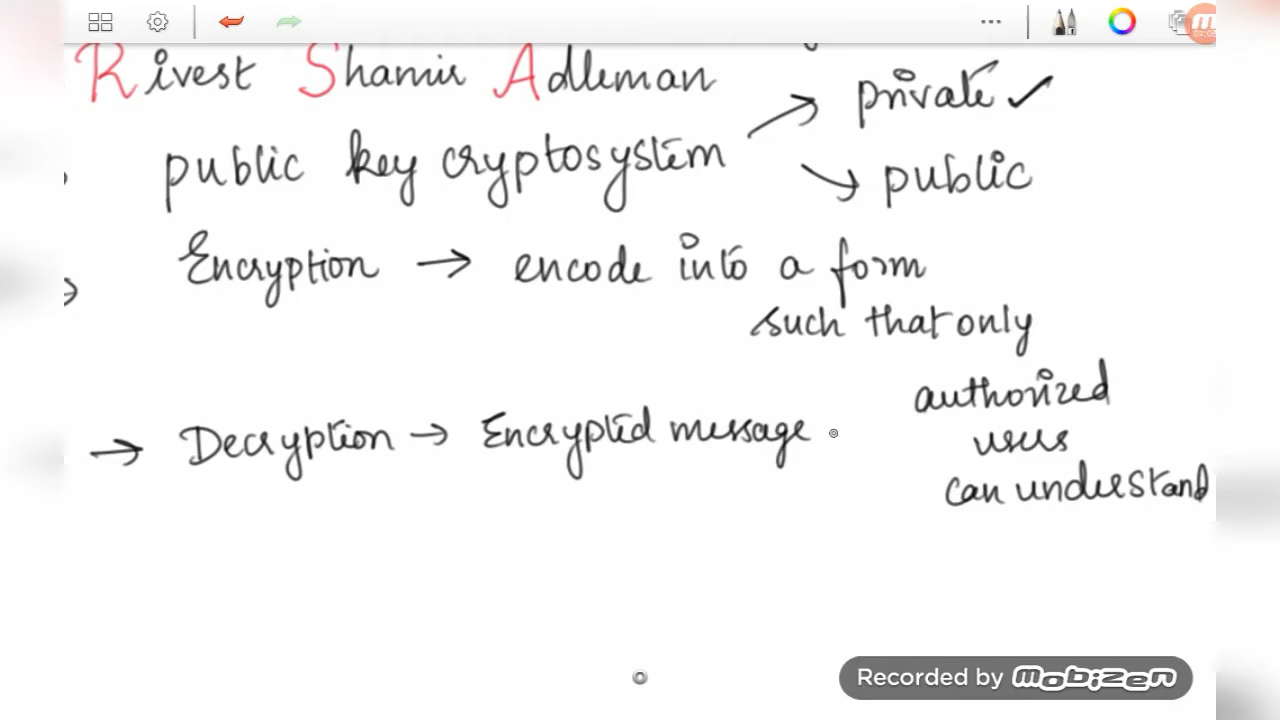 Rivest Shamir Adleman
private ✓
public key cryptosystem
public
Encryption → encode into a form
such that only
authorized
users
can understand
→ Decryption → Encrypted message
Recorded by mobizen